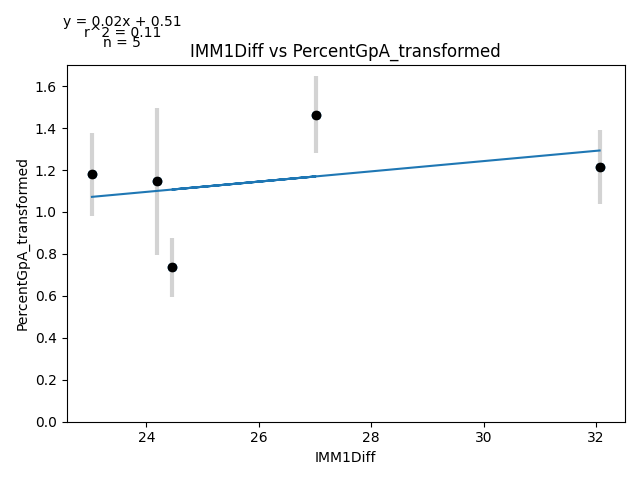 y = 0.02x + 0.51
r^2 = 0.11
n = 5
IMM1Diff vs PercentGpA_transformed
PercentGpA_transformed
1.6
1.4
1.2
1.0
0.8
0.6
0.4
0.2
0.0
24
26
28
30
32
IMM1Diff